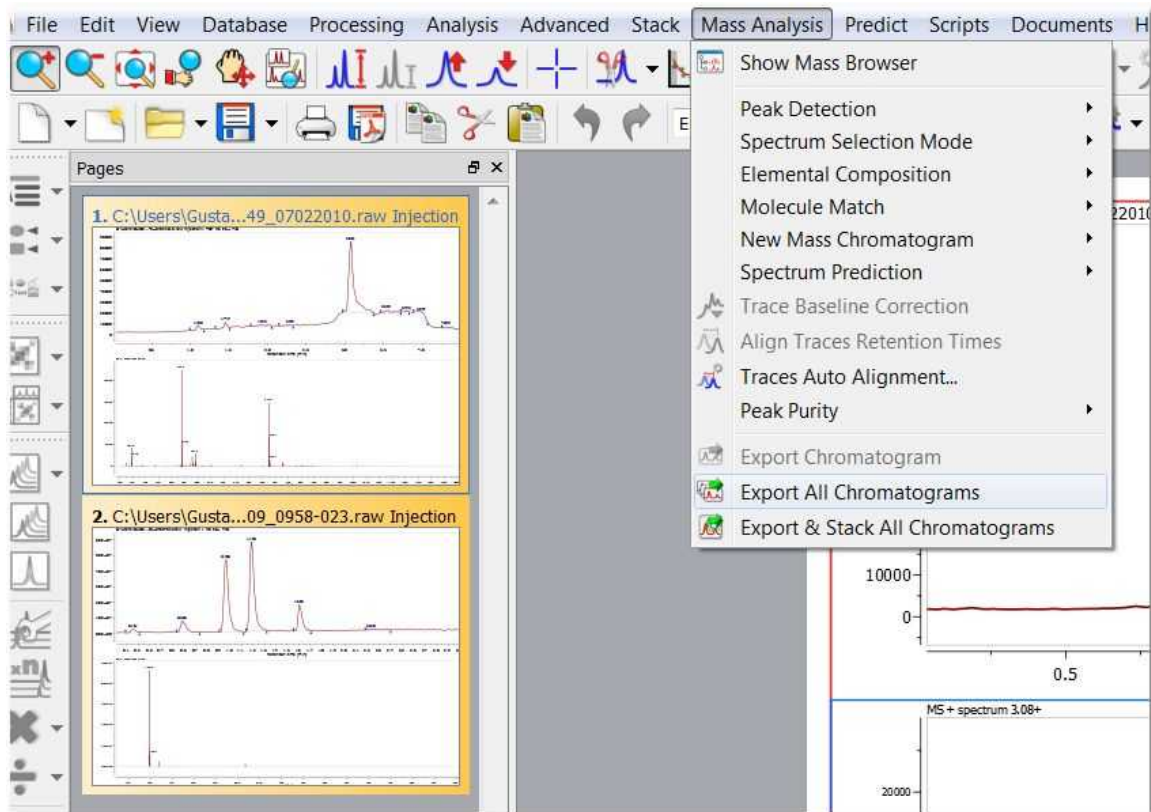 File Edit View Database Processing Analysis Advanced Stack Mass Analysis Predict Scripts Documents H
Show Mass Browser
Peak Detection
Spectrum Selection Mode
Elemental Composition
Molecule Match
New Mass Chromatogram
Spectrum Prediction
Trace Baseline Correction
Align Traces Retention Times
Traces Auto Alignment...
Peak Purity
Export Chromatogram
Export All Chromatograms
Export & Stack All Chromatograms
E
Pages
1. C:\Users\Gusta...49_07022010.raw Injection
2. C:\Users\Gusta...09_0958-023.raw Injection
2201
10000
0
0.5
MS + spectrum 3.08+
20000